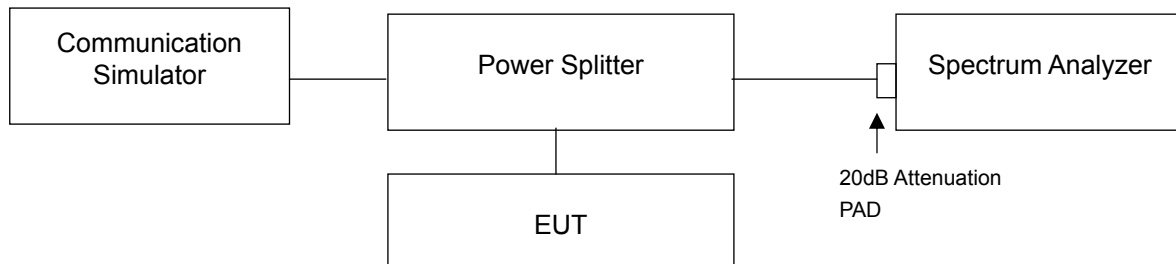 Communication
Simulator
Power Splitter
Spectrum Analyzer
20dB Attenuation
PAD
EUT